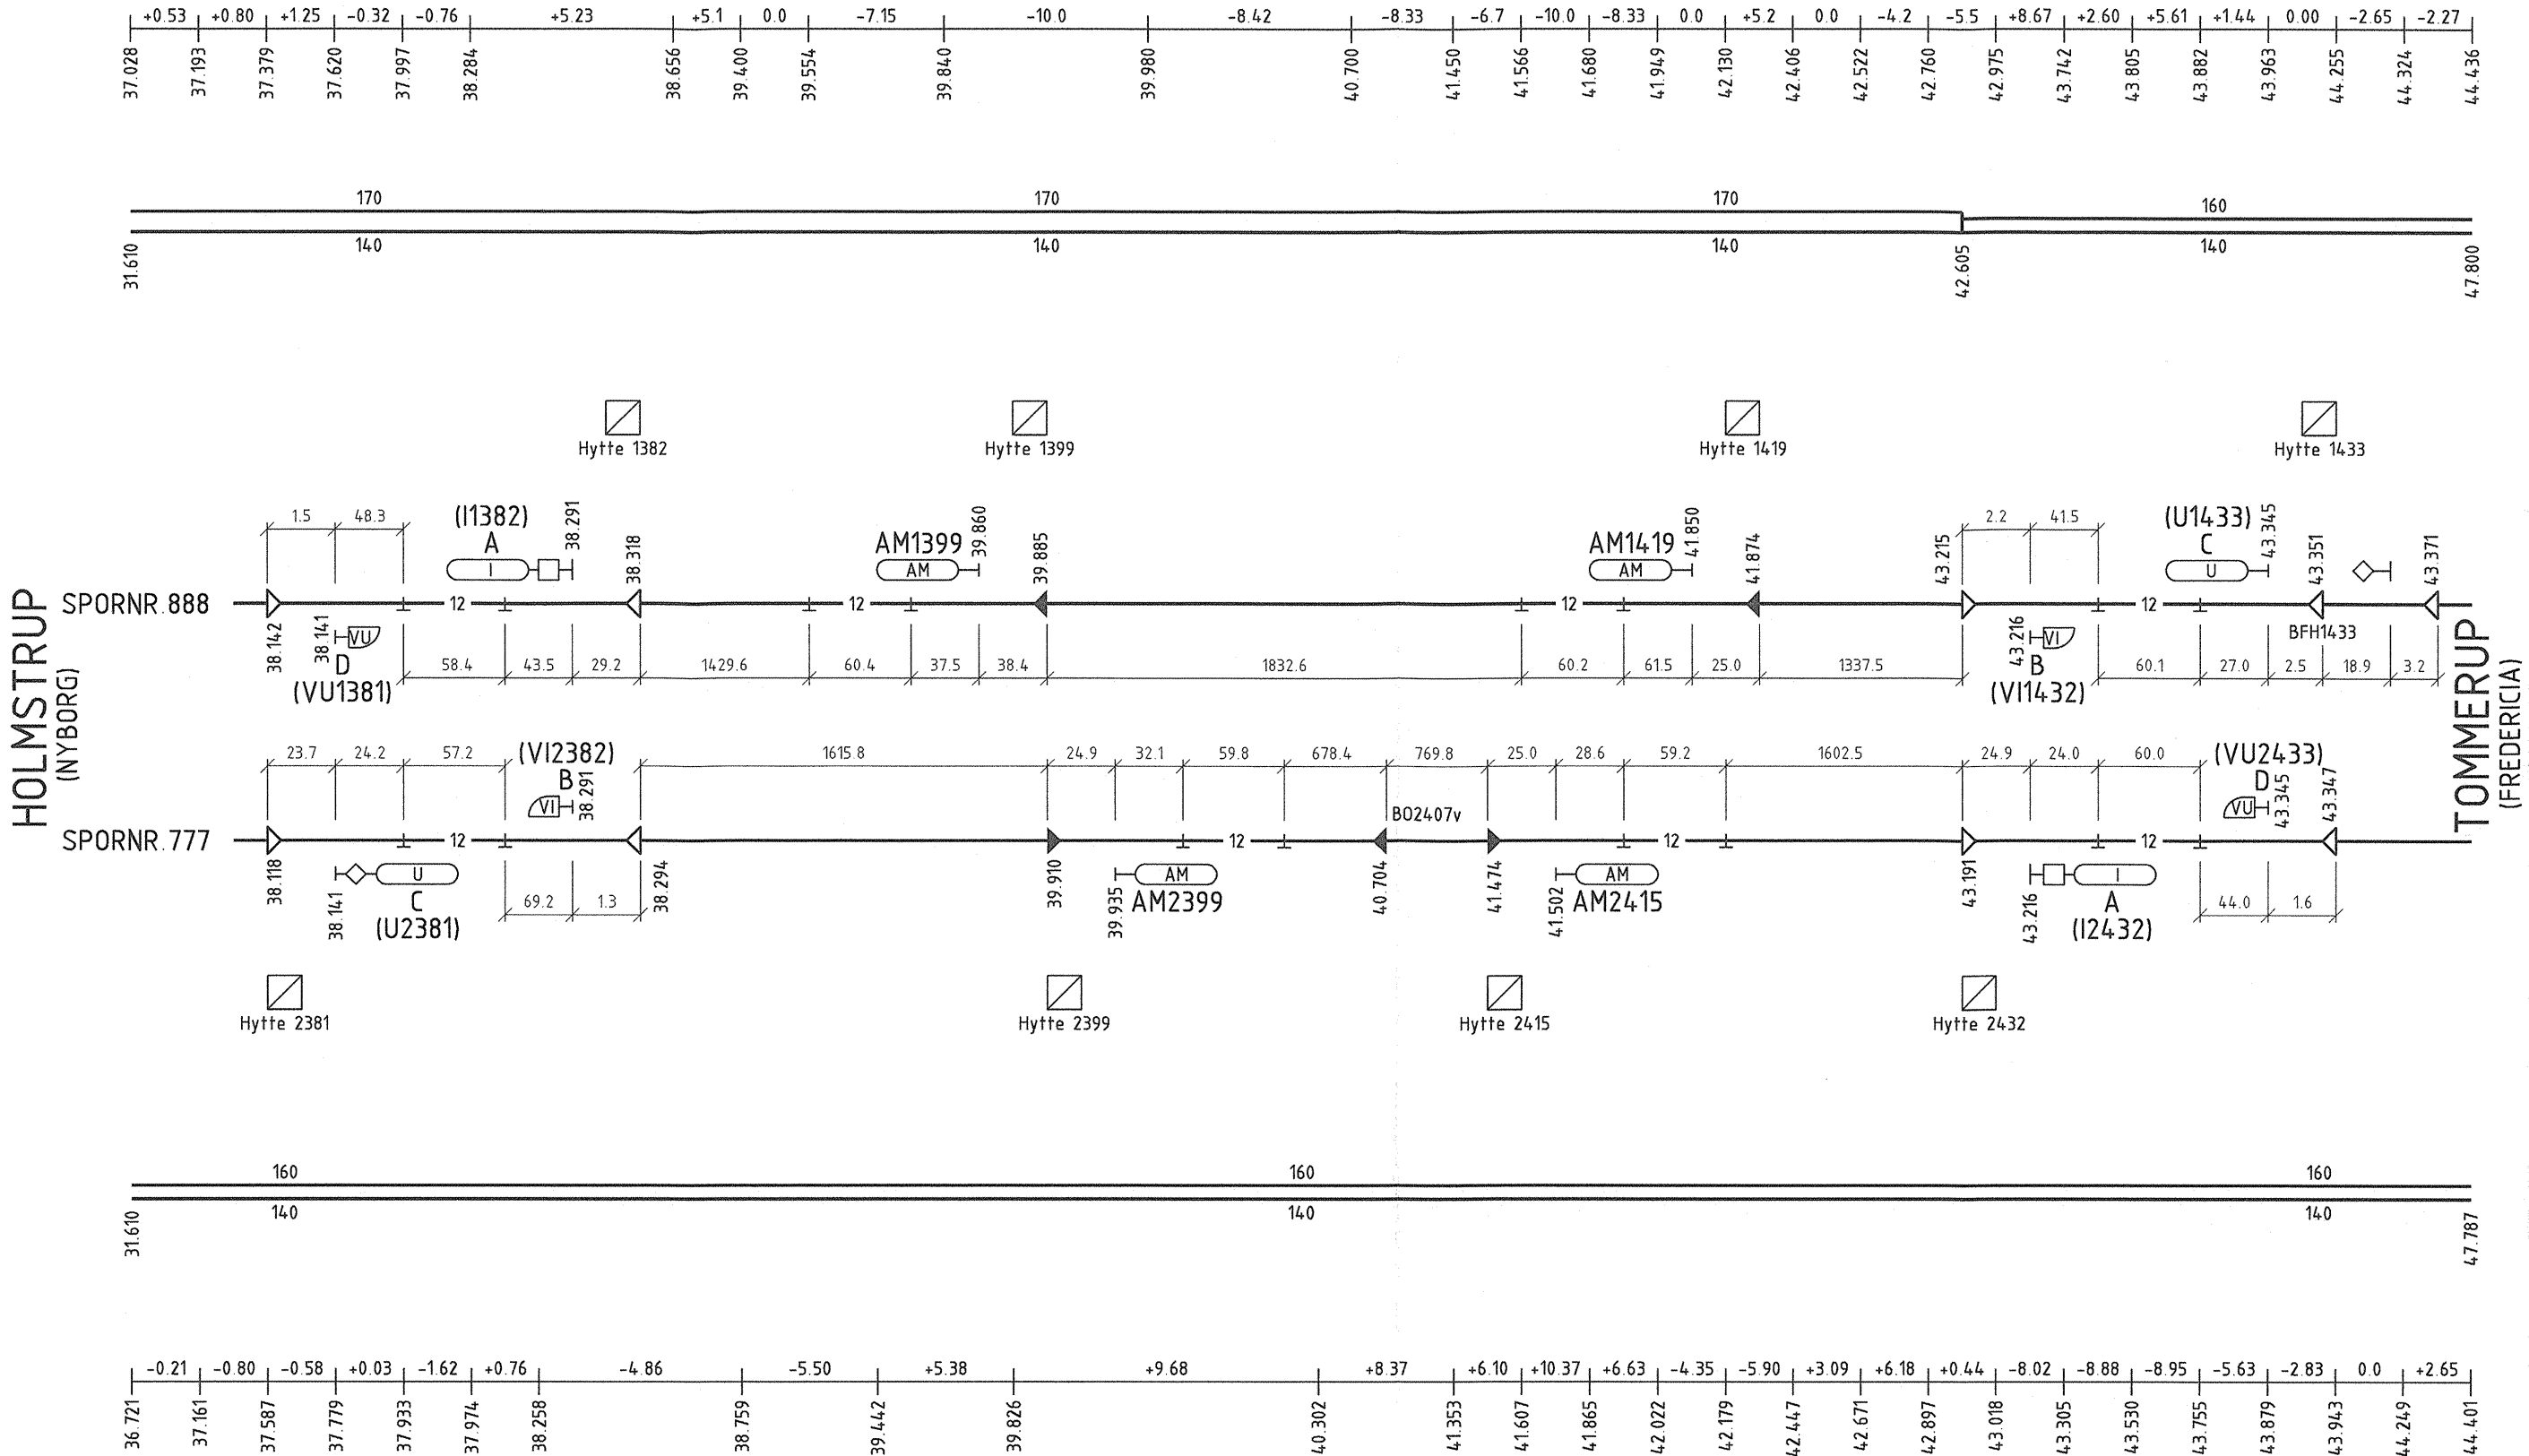 +0.53 +0.80 +1.25 -0.32 -0.76 +5.23 +5.1 0.0 -7.15 -10.0 -8.42 -8.33 -6.7 -10.0 -8.33 0.0 +5.2 0.0 -4.2 -5.5 +8.67 +2.60 +5.61 +1.44 0.00 -2.65 -2.27
37.028 37.193 37.379 37.620 37.997 38.284 38.656 39.400 39.554 39.840 39.980 40.700 41.450 41.566 41.680 41.949 42.130 42.406 42.522 42.760 42.975 43.742 43.805 43.882 43.963 44.255 44.324 44.436
170 170 170 160
140 140 140 140
31.610 42.605 47.800
Hytte 1382 Hytte 1399 Hytte 1419 Hytte 1433
1.5 48.3 (I1382) 38.291 AM1399 39.860 AM1419 41.850 2.2 41.5 (U1433) 43.345
A I 38.318 AM 39.885 AM 41.874 43.215 C U 43.351 43.371
SPORNR.888 12 12 12 12
38.142 38.141 VU 43.216 VI BFH1433
D 58.4 43.5 29.2 1429.6 60.4 37.5 38.4 1832.6 60.2 61.5 25.0 1337.5 B 60.1 27.0 2.5 18.9 3.2
(VU1381) (VI1432)
HOLMSTRUP
(NYBORG)
TOMMERUP
(FREDERICIA)
23.7 24.2 57.2 (VI2382) 1615.8 24.9 32.1 59.8 678.4 769.8 25.0 28.6 59.2 1602.5 24.9 24.0 60.0 (VU2433)
B D
VI 38.291 BO2407v VU 43.345 43.347
SPORNR.777 12 12 12 12
38.118 38.141 U 38.294 39.910 39.935 AM 40.704 41.474 41.502 AM 43.191 43.216 I
C 69.2 1.3 AM2399 AM2415 A 44.0 1.6
(U2381) (I2432)
Hytte 2381 Hytte 2399 Hytte 2415 Hytte 2432
160 160 160
140 140 140
31.610 47.787
-0.21 -0.80 -0.58 +0.03 -1.62 +0.76 -4.86 -5.50 +5.38 +9.68 +8.37 +6.10 +10.37 +6.63 -4.35 -5.90 +3.09 +6.18 +0.44 -8.02 -8.88 -8.95 -5.63 -2.83 0.0 +2.65
36.721 37.161 37.587 37.779 37.933 37.974 38.258 38.759 39.442 39.826 40.302 41.353 41.607 41.865 42.022 42.179 42.447 42.671 42.897 43.018 43.305 43.530 43.755 43.879 43.943 44.249 44.401